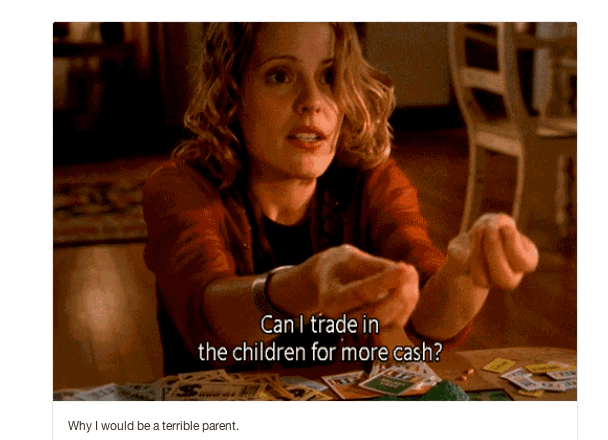 Can I trade in
the children for more cash?
Why I would be a terrible parent.